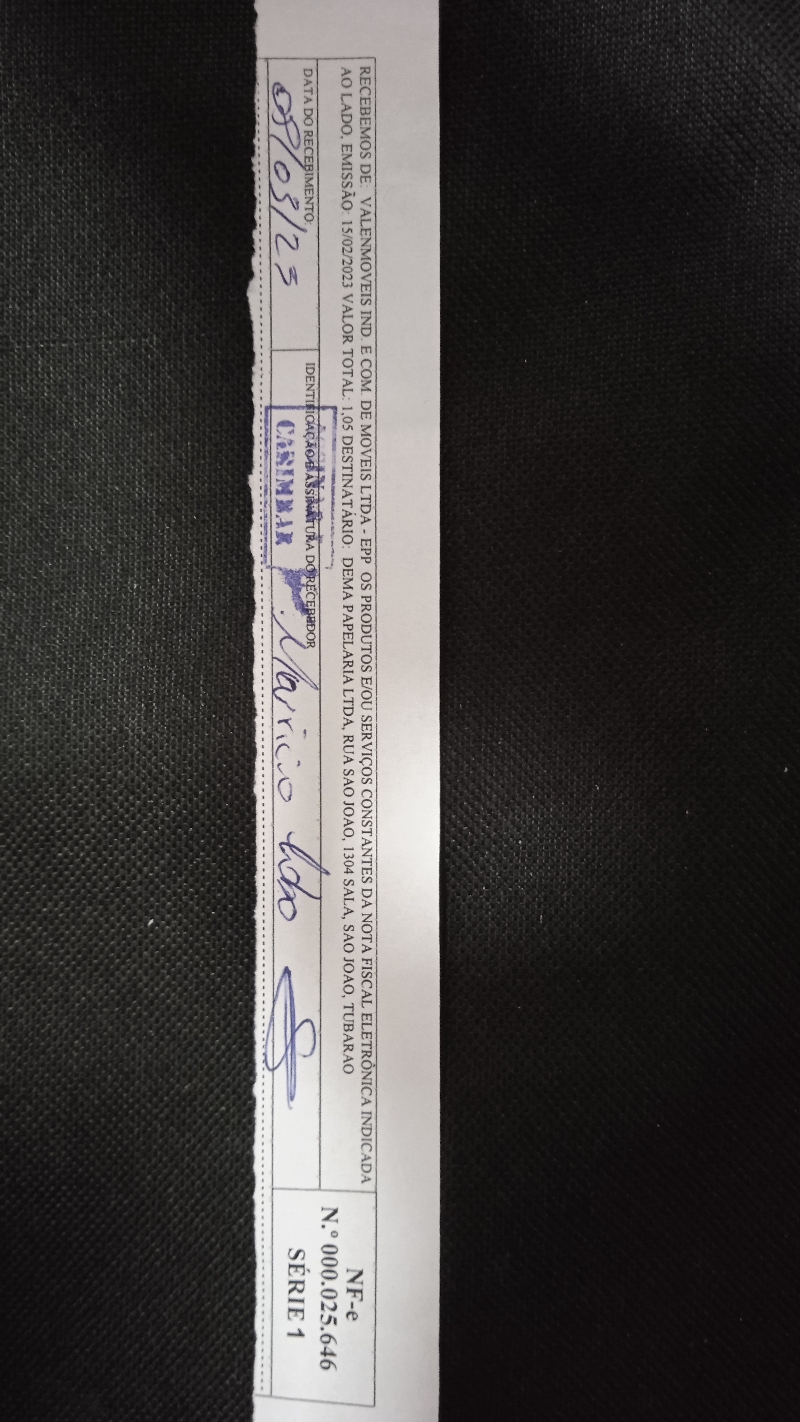 RECEBEMOS DE: VALENMOVEIS IND. E COM. DE MOVEIS LTDA - EPP OS PRODUTOS E/OU SERVIÇOS CONSTANTES DA NOTA FISCAL ELETRÔNICA INDICADA
AO LADO, EMISSÃO: 15/02/2023 VALOR TOTAL: 1,05 DESTINATÁRIO: DEMA PAPELARIA LTDA, RUA SAO JOAO, 1304 SALA, SAO JOAO, TUBARAO
DATA DO RECEBIMENTO:
IDENTIFICAÇÃO E ASSINATURA DO RECEBEDOR
/03/23
Mauricio
NF-e
N.º 000.025.646
SÉRIE 1